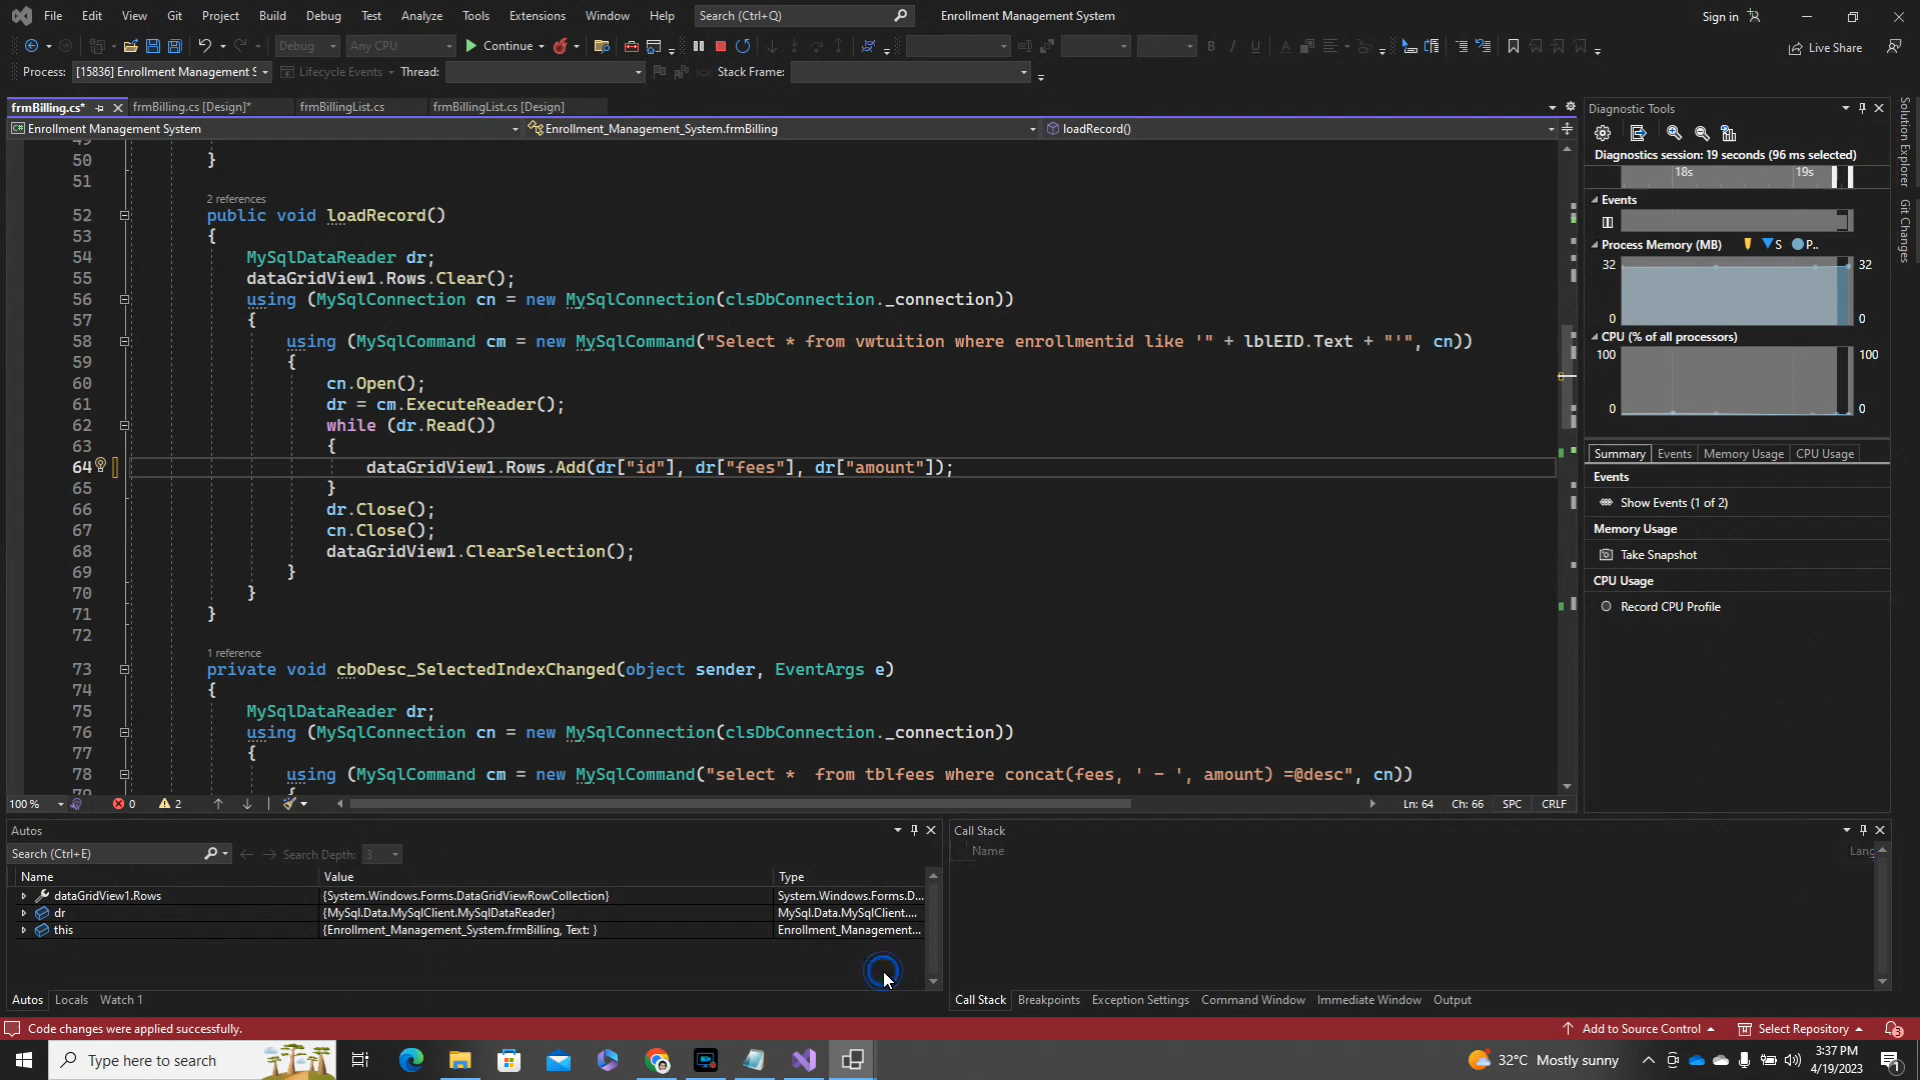 File Edit View Git Project Build Debug Test Analyze Tools Extensions Window Help Search (Ctrl+Q) Enrollment Management System Sign in
Debug Any CPU Continue Live Share
Process: [15836] Enrollment Management S Lifecycle Events Thread: Stack Frame:
frmBilling.cs* frmBilling.cs [Design]* frmBillingList.cs frmBillingList.cs [Design]
Enrollment Management System Enrollment_Management_System.frmBilling loadRecord()
49
50 }
51
2 references
52 public void loadRecord()
53 {
54 MySqlDataReader dr;
55 dataGridView1.Rows.Clear();
56 using (MySqlConnection cn = new MySqlConnection(clsDbConnection._connection))
57 {
58 using (MySqlCommand cm = new MySqlCommand("Select * from vwtuition where enrollmentid like '" + lblEID.Text + "'", cn))
59 {
60 cn.Open();
61 dr = cm.ExecuteReader();
62 while (dr.Read())
63 {
64 dataGridView1.Rows.Add(dr["id"], dr["fees"], dr["amount"]);
65 }
66 dr.Close();
67 cn.Close();
68 dataGridView1.ClearSelection();
69 }
70 }
71 }
72
1 reference
73 private void cboDesc_SelectedIndexChanged(object sender, EventArgs e)
74 {
75 MySqlDataReader dr;
76 using (MySqlConnection cn = new MySqlConnection(clsDbConnection._connection))
77 {
78 using (MySqlCommand cm = new MySqlCommand("select * from tblfees where concat(fees, ' - ', amount) =@desc", cn))
100 % 0 2 Ln: 64 Ch: 66 SPC CRLF
Diagnostic Tools
Diagnostics session: 19 seconds (96 ms selected)
18s 19s
Events
Process Memory (MB) S P..
32 32
0 0
CPU (% of all processors)
100 100
0 0
Summary Events Memory Usage CPU Usage
Events
Show Events (1 of 2)
Memory Usage
Take Snapshot
CPU Usage
Record CPU Profile
Solution Explorer
Git Changes
Autos
Search (Ctrl+E) Search Depth: 3
Name Value Type
dataGridView1.Rows {System.Windows.Forms.DataGridViewRowCollection} System.Windows.Forms.D...
dr {MySql.Data.MySqlClient.MySqlDataReader} MySql.Data.MySqlClient....
this {Enrollment_Management_System.frmBilling, Text: } Enrollment_Management...
Autos Locals Watch 1
Call Stack
Name Lang
Call Stack Breakpoints Exception Settings Command Window Immediate Window Output
Code changes were applied successfully. Add to Source Control Select Repository 3
Type here to search 32°C Mostly sunny 3:37 PM
4/19/2023 1